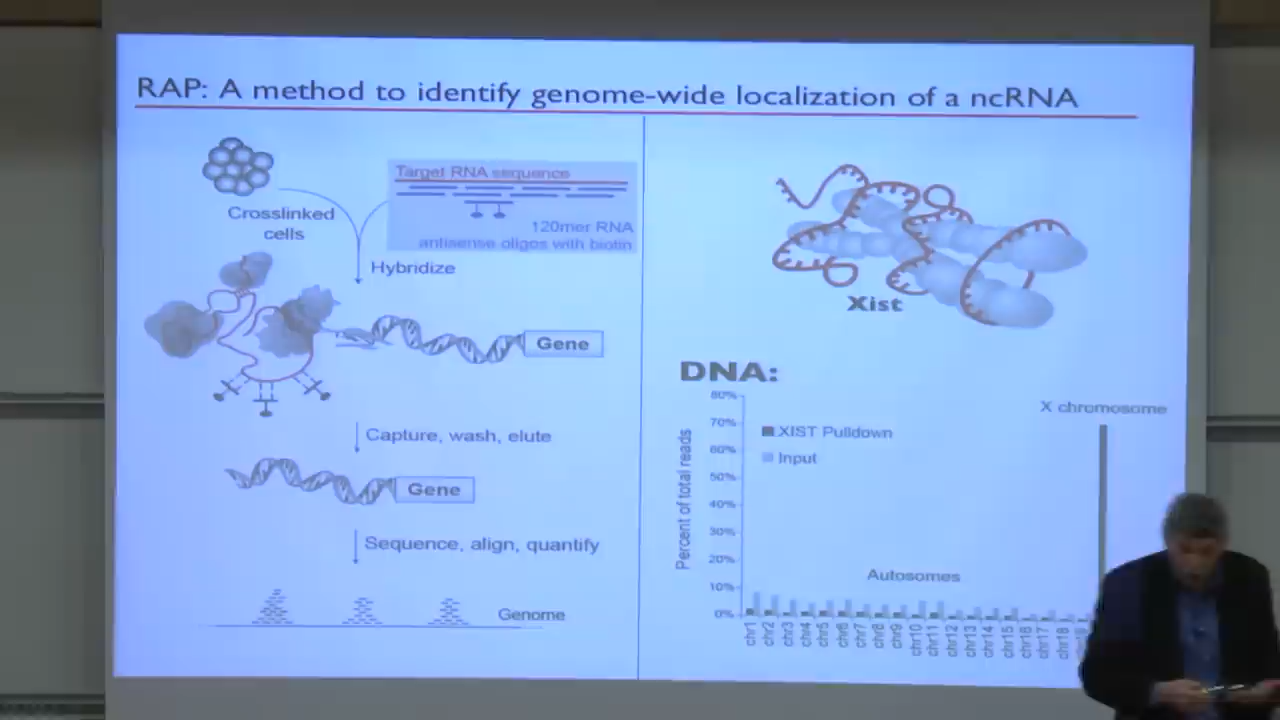 RAP: A method to identify genome-wide localization of a ncRNA
Crosslinked
cells
Target RNA sequence
120mer RNA
antisense oligos with biotin
Hybridize
Gene
Capture, wash, elute
Gene
Sequence, align, quantify
Genome
Xist
DNA:
X chromosome
80%
70%
60%
50%
40%
30%
20%
10%
0%
Percent of total reads
XIST Pulldown
Input
Autosomes
chr1
chr2
chr3
chr4
chr5
chr6
chr7
chr8
chr9
chr10
chr11
chr12
chr13
chr14
chr15
chr16
chr17
chr18